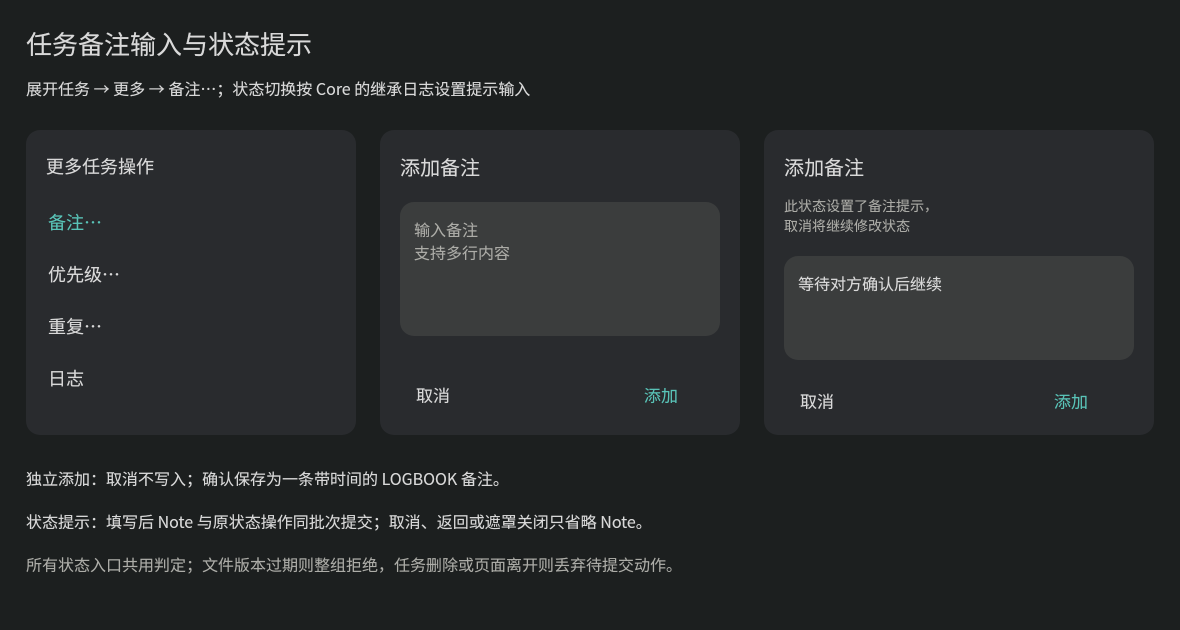 任务备注输入与状态提示
展开任务 → 更多 → 备注…；状态切换按 Core 的继承日志设置提示输入
更多任务操作
备注…
优先级…
重复…
日志
添加备注
输入备注
支持多行内容
取消
添加
添加备注
此状态设置了备注提示，
取消将继续修改状态
等待对方确认后继续
取消
添加
独立添加：取消不写入；确认保存为一条带时间的 LOGBOOK 备注。
状态提示：填写后 Note 与原状态操作同批次提交；取消、返回或遮罩关闭只省略 Note。
所有状态入口共用判定；文件版本过期则整组拒绝，任务删除或页面离开则丢弃待提交动作。